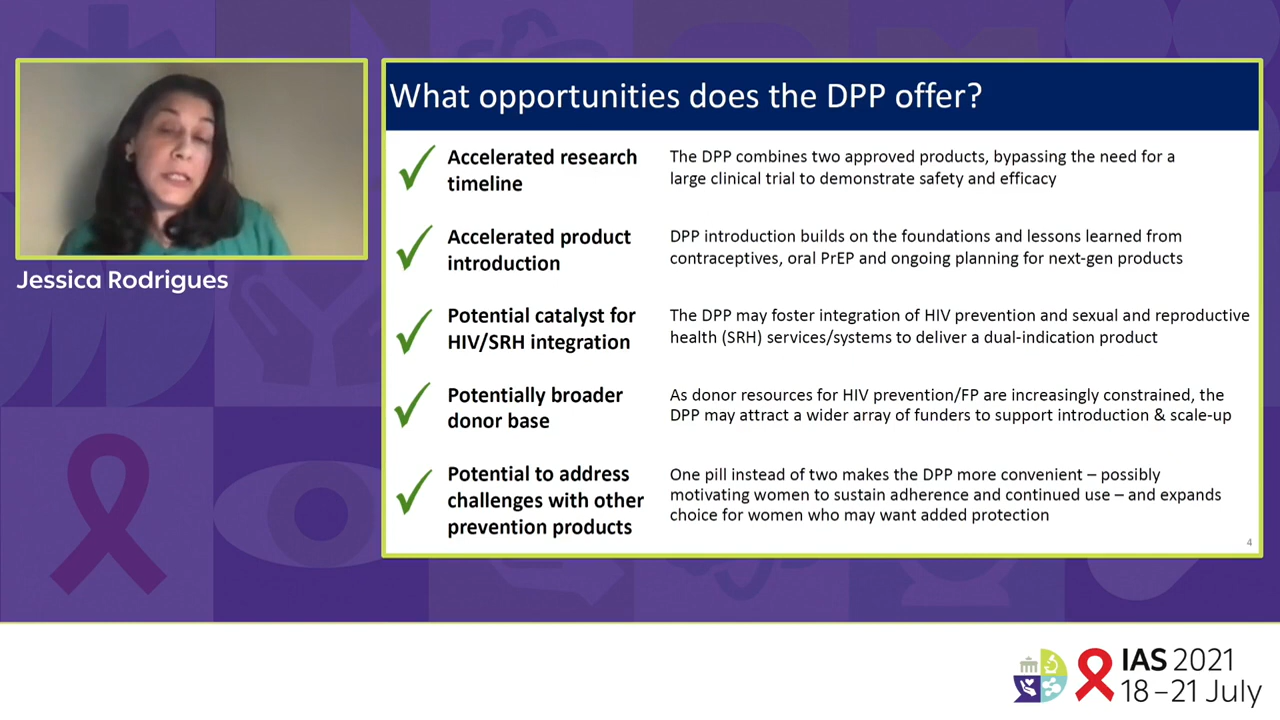 What opportunities does the DPP offer?
Accelerated research
timeline
The DPP combines two approved products, bypassing the need for a
large clinical trial to demonstrate safety and efficacy
Accelerated product
introduction
DPP introduction builds on the foundations and lessons learned from
contraceptives, oral PrEP and ongoing planning for next-gen products
Potential catalyst for
HIV/SRH integration
The DPP may foster integration of HIV prevention and sexual and reproductive
health (SRH) services/systems to deliver a dual-indication product
Potentially broader
donor base
As donor resources for HIV prevention/FP are increasingly constrained, the
DPP may attract a wider array of funders to support introduction & scale-up
Potential to address
challenges with other
prevention products
One pill instead of two makes the DPP more convenient – possibly
motivating women to sustain adherence and continued use – and expands
choice for women who may want added protection
4
Jessica Rodrigues
IAS 2021
18 – 21 July